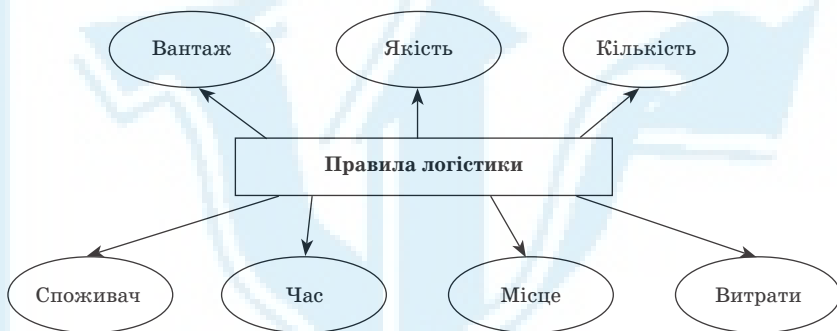 Вантаж
Якість
Кількість
Правила логістики
Споживач
Час
Місце
Витрати